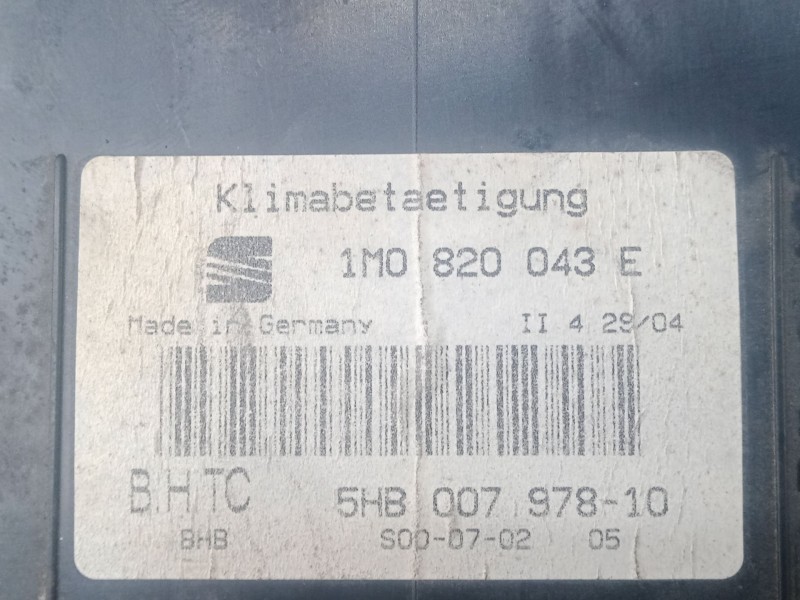 Klimabetaetigung
1M0 820 043 E
Made in Germany II 4 29/04
B.H.TC 5HB 007 978-10
BHB S00-07-02 05